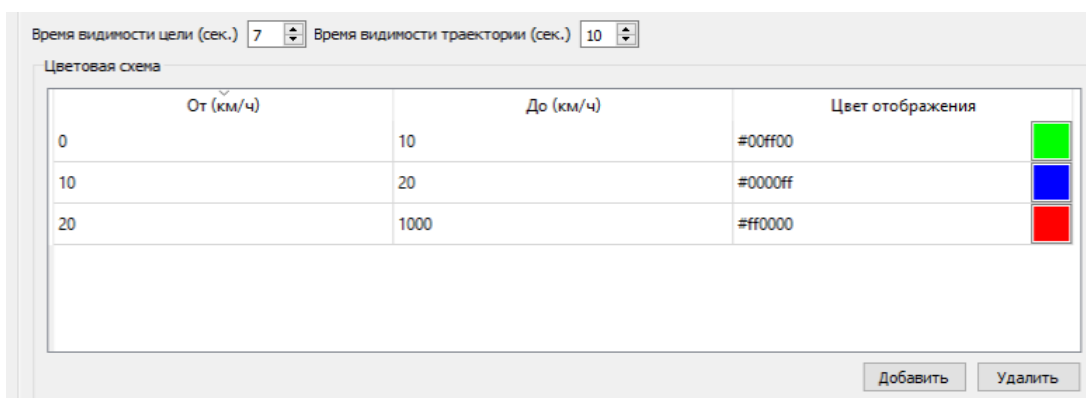 Время видимости цели (сек.) 7 Время видимости траектории (сек.) 10
Цветовая схема
От (км/ч) До (км/ч) Цвет отображения
0 10 #00ff00
10 20 #0000ff
20 1000 #ff0000
Добавить Удалить